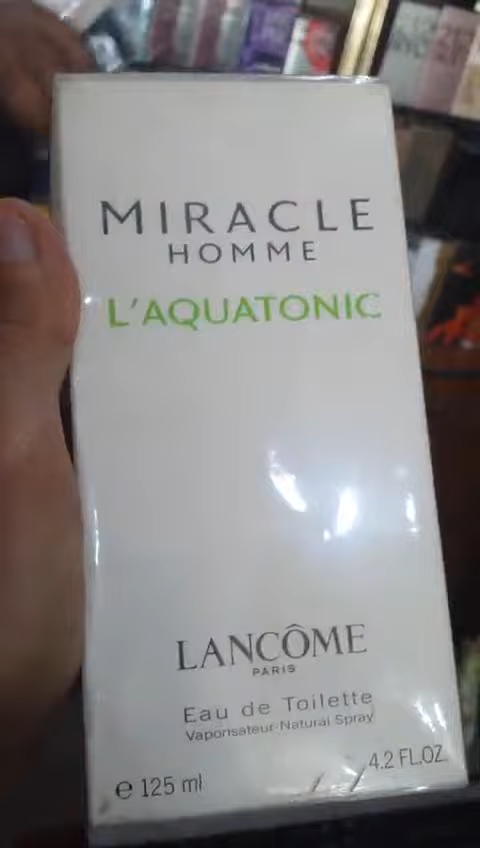 MIRACLE
HOMME
L'AQUATONIC
LANCÔME
PARIS
Eau de Toilette
Vaporisateur-Natural Spray
e 125 ml
4.2 FL.OZ.